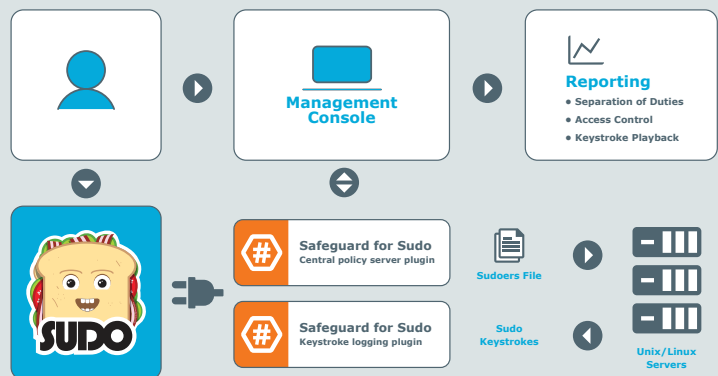 Management
Console
Reporting
• Separation of Duties
• Access Control
• Keystroke Playback
SUDO
#
Safeguard for Sudo
Central policy server plugin
Sudoers File
#
Safeguard for Sudo
Keystroke logging plugin
Sudo
Keystrokes
Unix/Linux
Servers